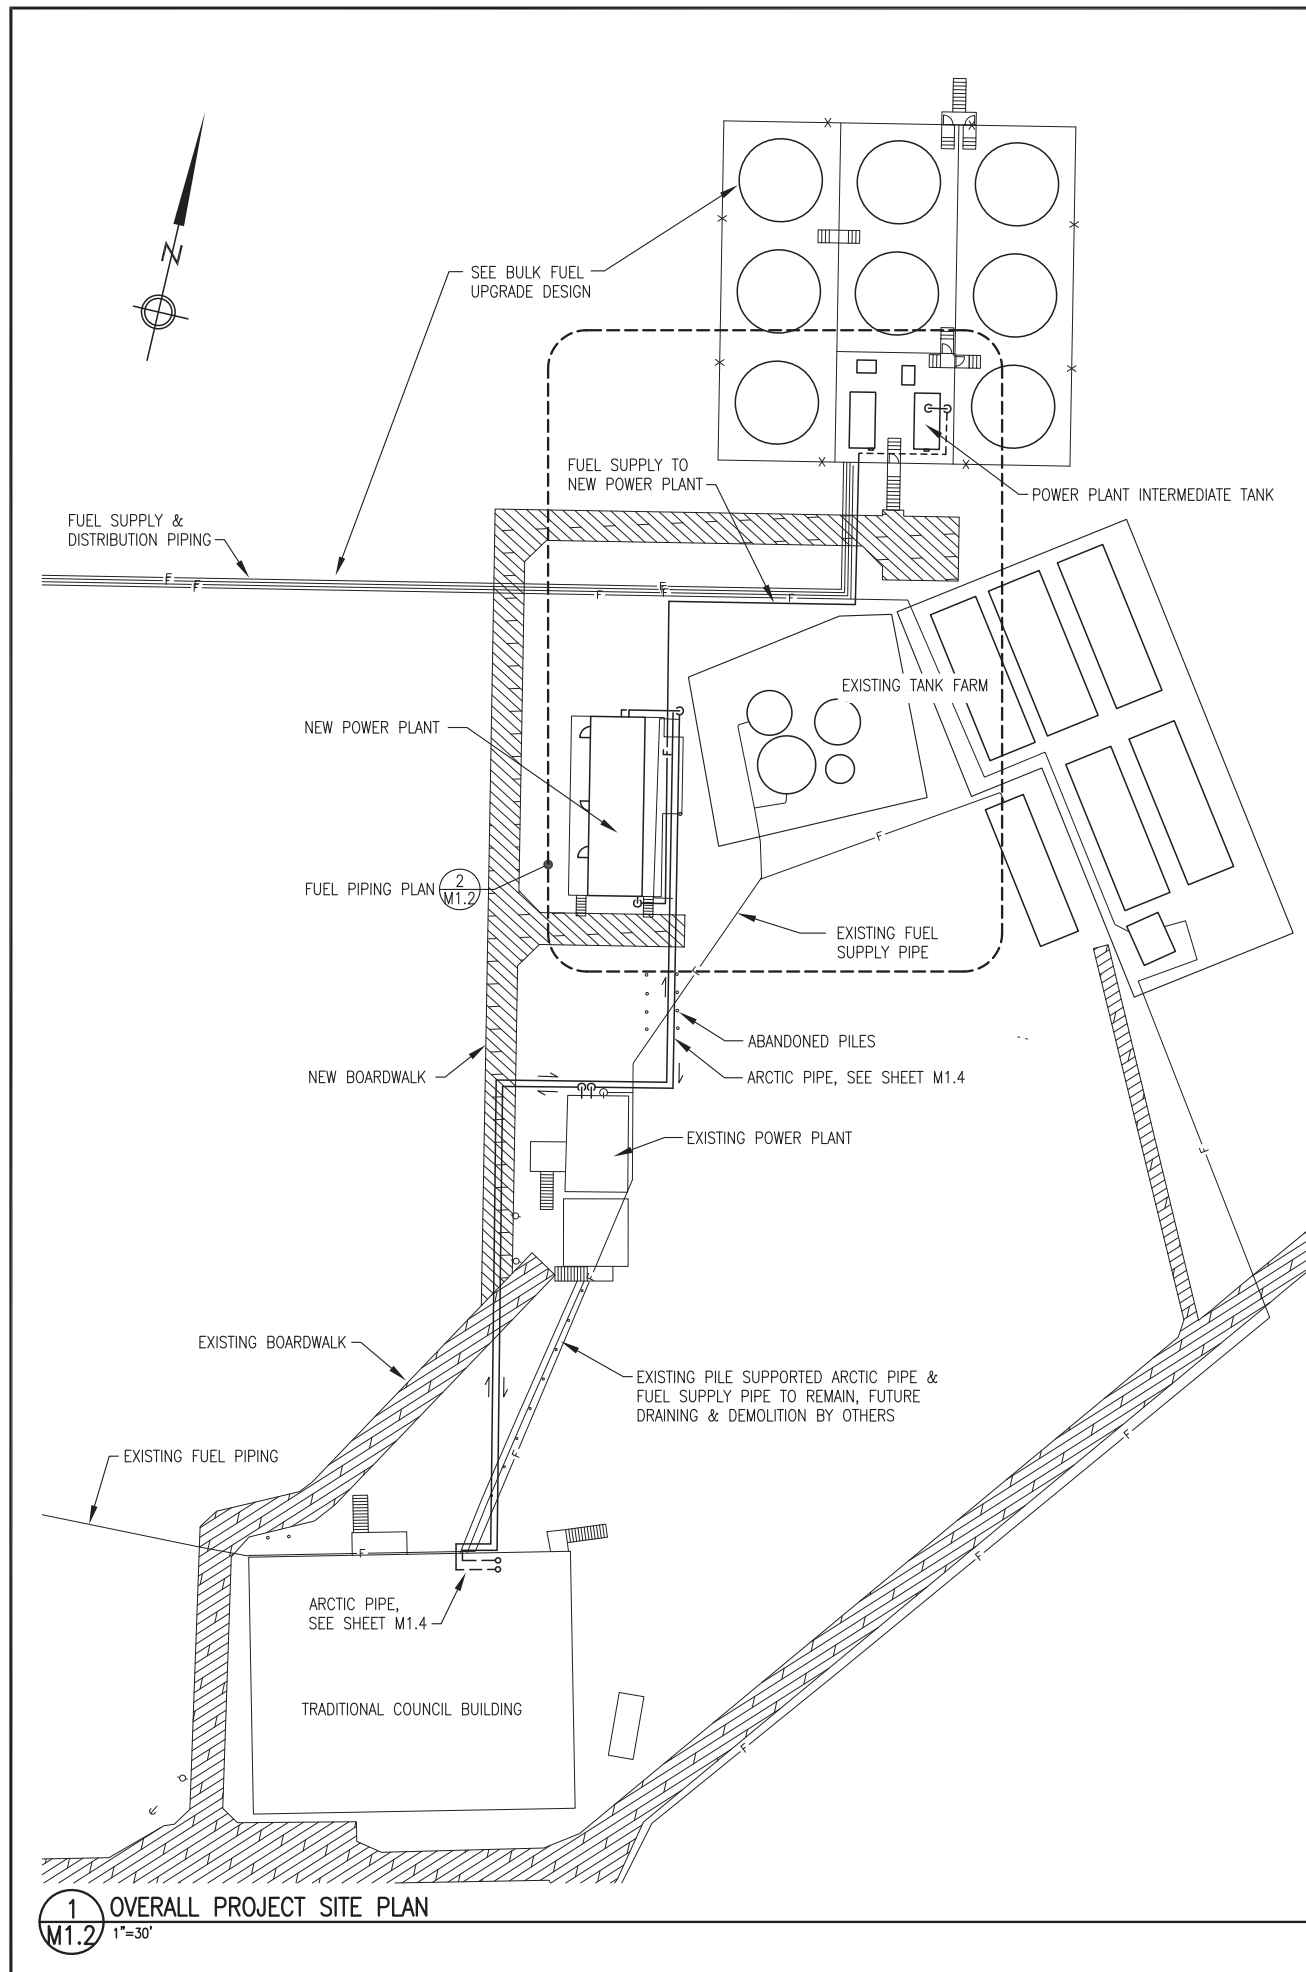 N
SEE BULK FUEL
UPGRADE DESIGN
FUEL SUPPLY TO
NEW POWER PLANT
POWER PLANT INTERMEDIATE TANK
FUEL SUPPLY &
DISTRIBUTION PIPING
F
F
F
F
F
F
EXISTING TANK FARM
NEW POWER PLANT
F
F
FUEL PIPING PLAN
2
M1.2
EXISTING FUEL
SUPPLY PIPE
F
ABANDONED PILES
NEW BOARDWALK
ARCTIC PIPE, SEE SHEET M1.4
EXISTING POWER PLANT
F
F
EXISTING BOARDWALK
EXISTING PILE SUPPORTED ARCTIC PIPE &
FUEL SUPPLY PIPE TO REMAIN, FUTURE
DRAINING & DEMOLITION BY OTHERS
F
EXISTING FUEL PIPING
F
F
F
ARCTIC PIPE,
SEE SHEET M1.4
TRADITIONAL COUNCIL BUILDING
F
1
M1.2
OVERALL PROJECT SITE PLAN
1"=30'